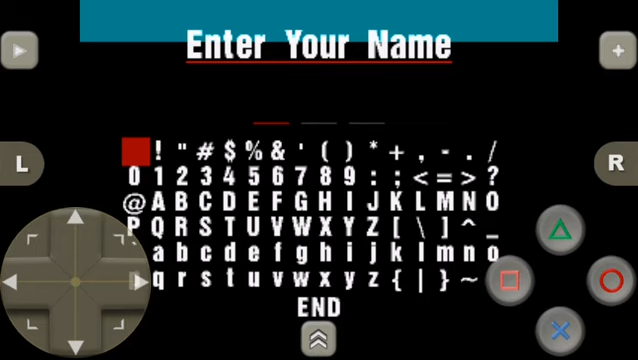 Enter Your Name
! " # $ % & ' ( ) * + , - . /
0 1 2 3 4 5 6 7 8 9 : ; < = > ?
@ A B C D E F G H I J K L M N O
P Q R S T U V W X Y Z [ \ ] ^ _
a b c d e f g h i j k l m n o
q r s t u v w x y z { | } ~
END
L
R